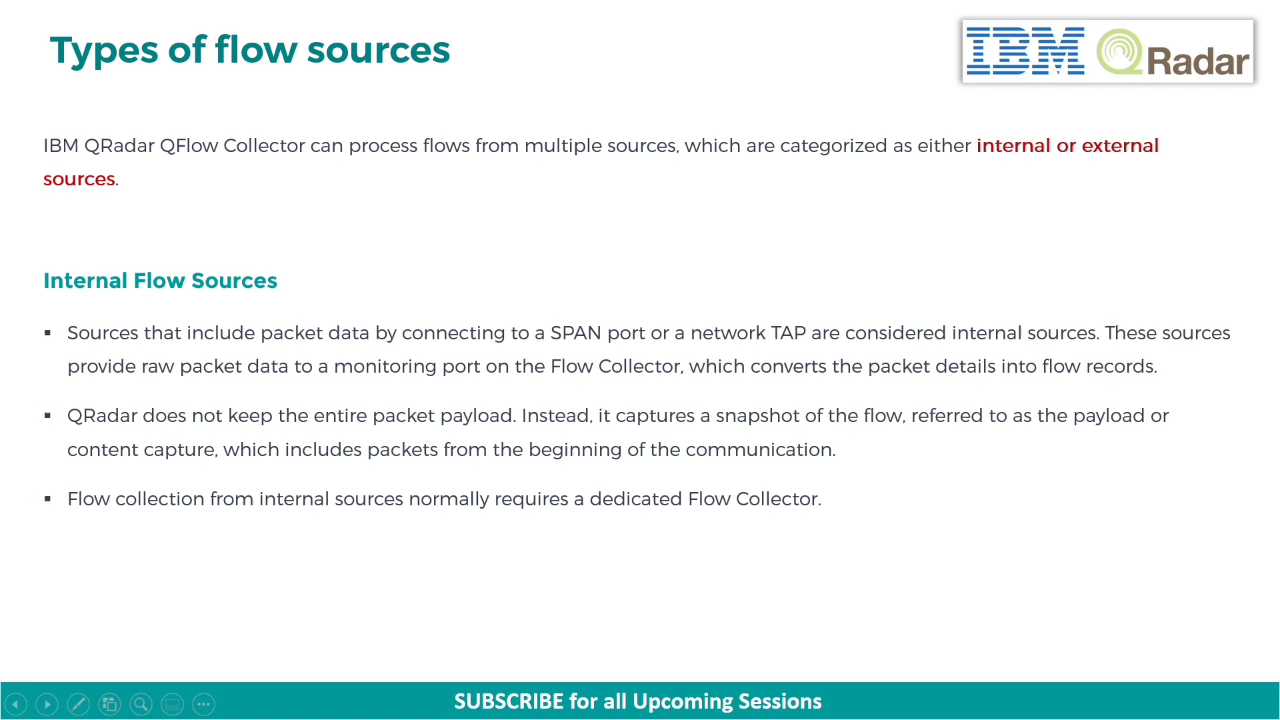 Types of flow sources
IBM QRadar
IBM QRadar QFlow Collector can process flows from multiple sources, which are categorized as either internal or external
sources.
Internal Flow Sources
▪ Sources that include packet data by connecting to a SPAN port or a network TAP are considered internal sources. These sources
provide raw packet data to a monitoring port on the Flow Collector, which converts the packet details into flow records.
▪ QRadar does not keep the entire packet payload. Instead, it captures a snapshot of the flow, referred to as the payload or
content capture, which includes packets from the beginning of the communication.
▪ Flow collection from internal sources normally requires a dedicated Flow Collector.
SUBSCRIBE for all Upcoming Sessions